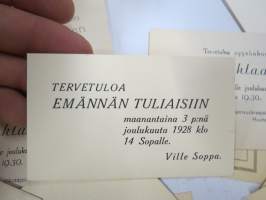 TERVETULOA
EMÄNNÄN TULIAISIIN
maanantaina 3 p:nä
joulukuuta 1928 klo
14 Sopalle.
Ville Soppa.